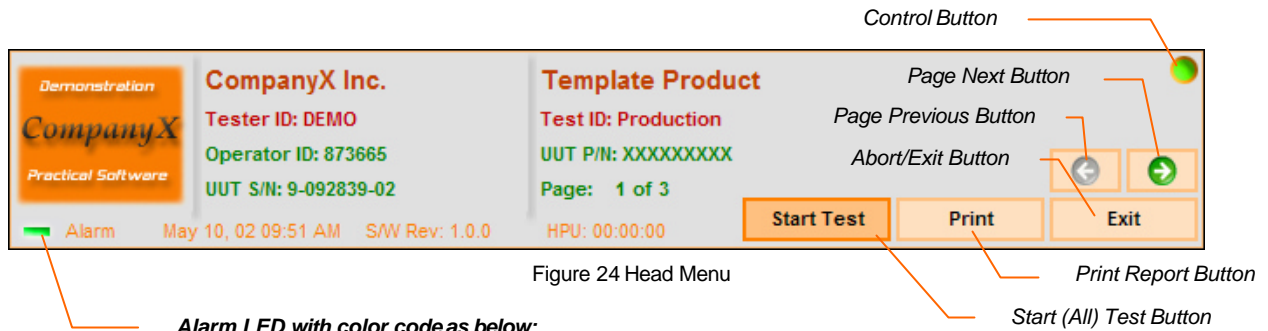 Control Button
Demonstration
CompanyX
Practical Software
CompanyX Inc.
Tester ID: DEMO
Operator ID: 873665
UUT S/N: 9-092839-02
Template Product
Test ID: Production
UUT P/N: XXXXXXXXX
Page: 1 of 3
Page Next Button
Page Previous Button
Abort/Exit Button
Alarm May 10, 02 09:51 AM S/W Rev: 1.0.0 HPU: 00:00:00
Start Test Print Exit
Figure 24 Head Menu
Print Report Button
Start (All) Test Button
Alarm LED with color code as below: